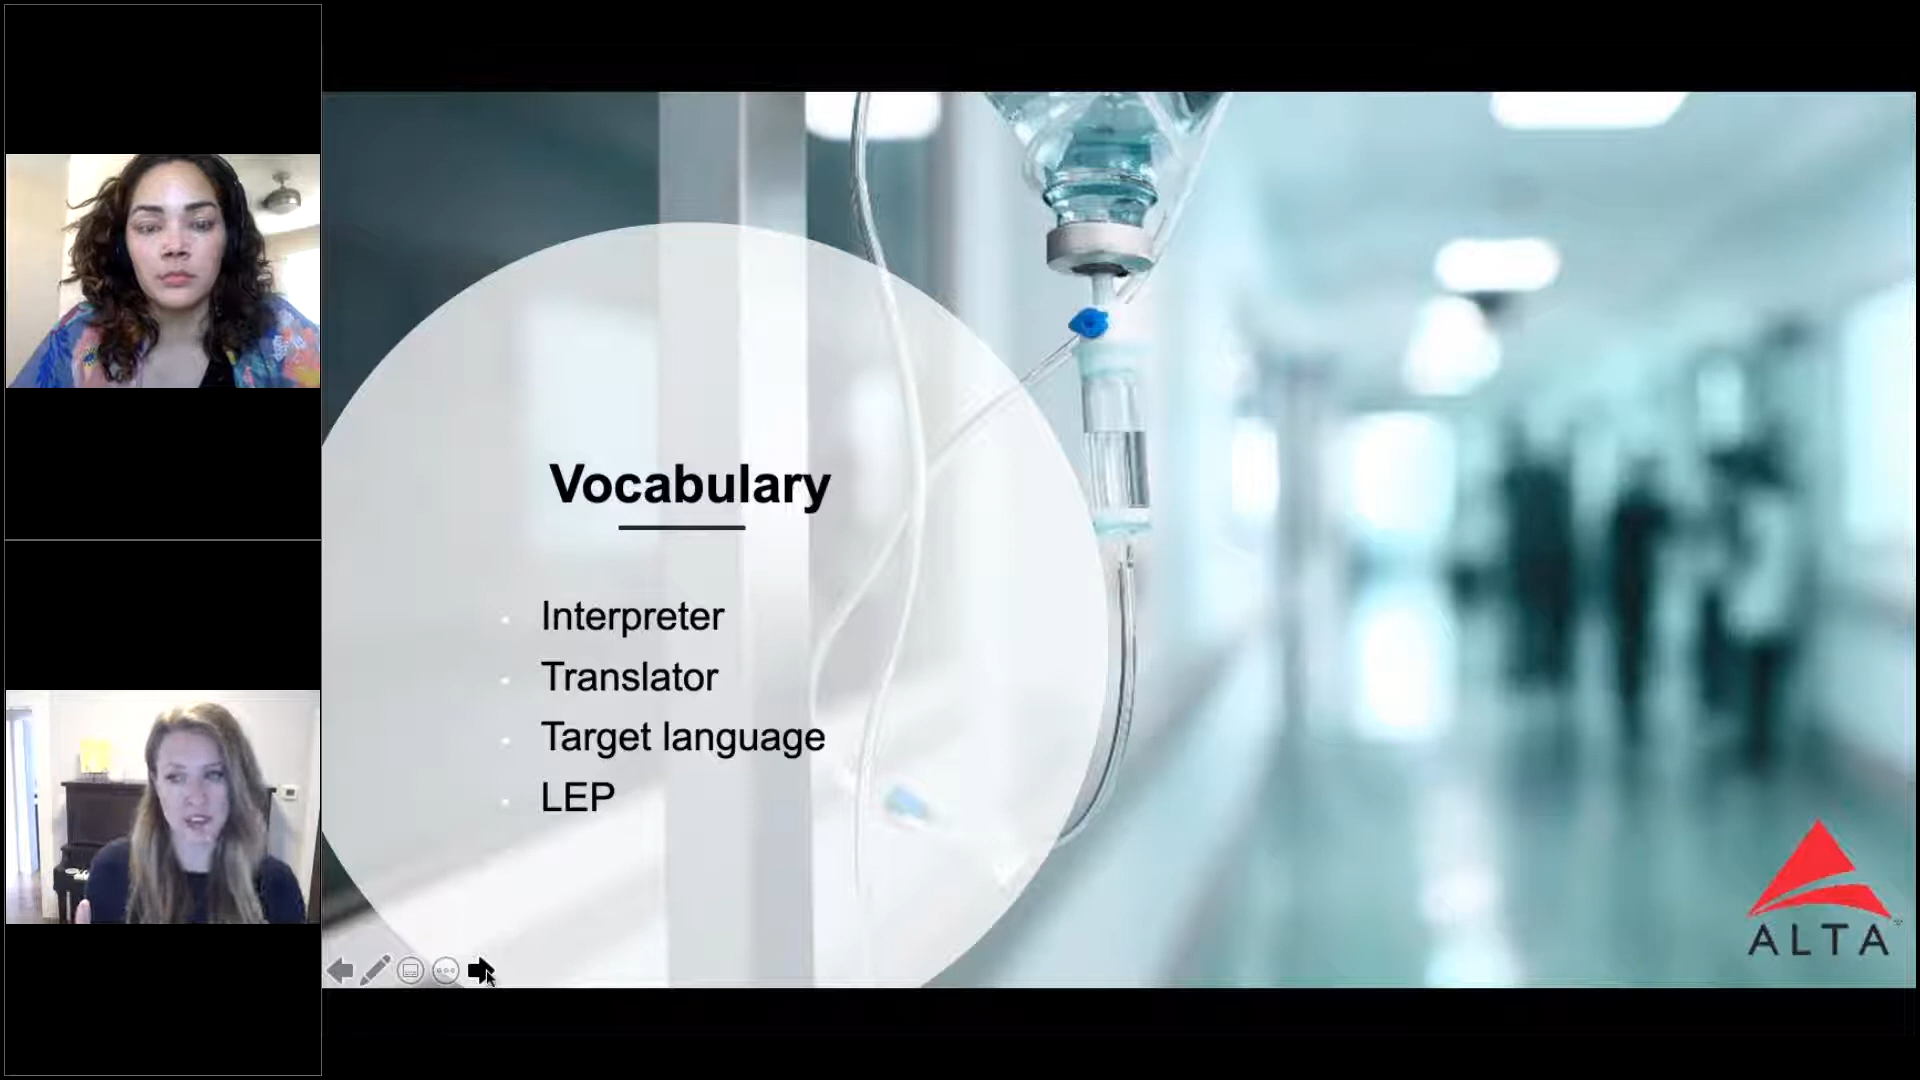 Vocabulary
Interpreter
Translator
Target language
LEP
ALTA